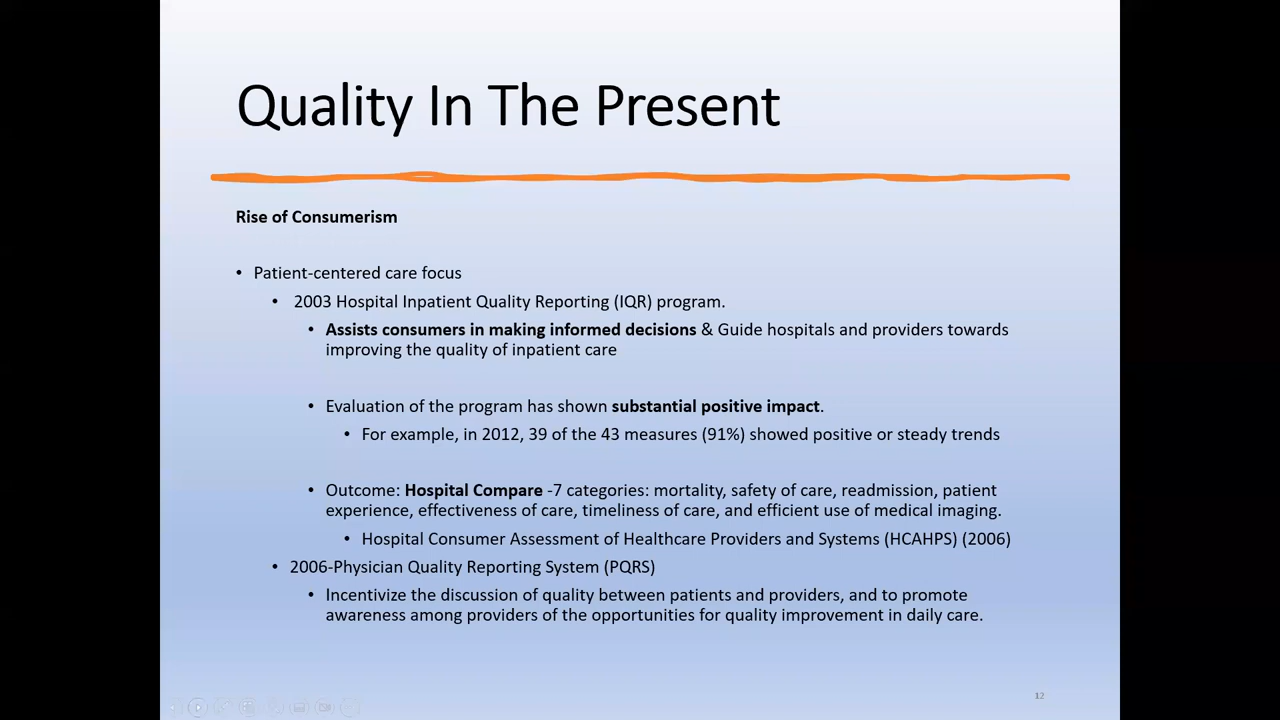 Quality In The Present
Rise of Consumerism
• Patient-centered care focus
• 2003 Hospital Inpatient Quality Reporting (IQR) program.
• Assists consumers in making informed decisions & Guide hospitals and providers towards
improving the quality of inpatient care
• Evaluation of the program has shown substantial positive impact.
• For example, in 2012, 39 of the 43 measures (91%) showed positive or steady trends
• Outcome: Hospital Compare -7 categories: mortality, safety of care, readmission, patient
experience, effectiveness of care, timeliness of care, and efficient use of medical imaging.
• Hospital Consumer Assessment of Healthcare Providers and Systems (HCAHPS) (2006)
• 2006-Physician Quality Reporting System (PQRS)
• Incentivize the discussion of quality between patients and providers, and to promote
awareness among providers of the opportunities for quality improvement in daily care.
12